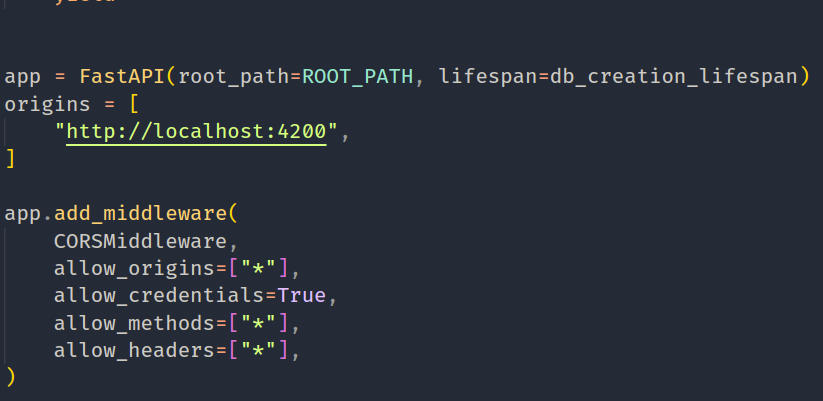 app = FastAPI(root_path=ROOT_PATH, lifespan=db_creation_lifespan)
origins = [
    "http://localhost:4200",
]
app.add_middleware(
    CORSMiddleware,
    allow_origins=["*"],
    allow_credentials=True,
    allow_methods=["*"],
    allow_headers=["*"],
)